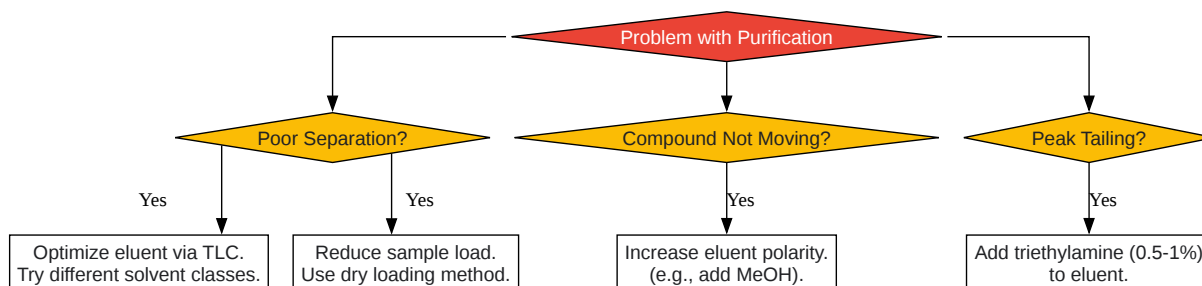 Problem with Purification
Poor Separation?
Compound Not Moving?
Peak Tailing?
Yes
Yes
Yes
Yes
Optimize eluent via TLC.
Try different solvent classes.
Reduce sample load.
Use dry loading method.
Increase eluent polarity.
(e.g., add MeOH).
Add triethylamine (0.5-1%)
to eluent.